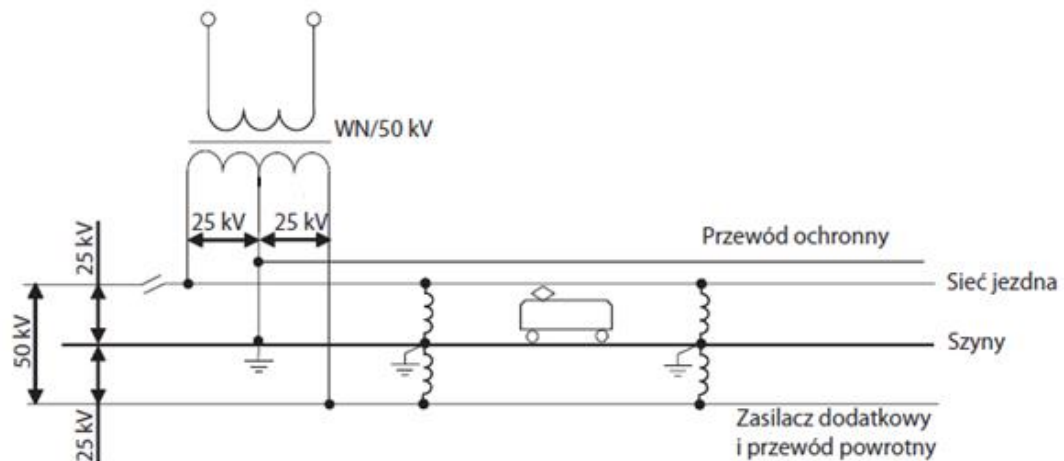 WN/50 kV
25 kV
25 kV
Przewód ochronny
25 kV
Sieć jezdna
50 kV
Szyny
25 kV
Zasilacz dodatkowy
i przewód powrotny